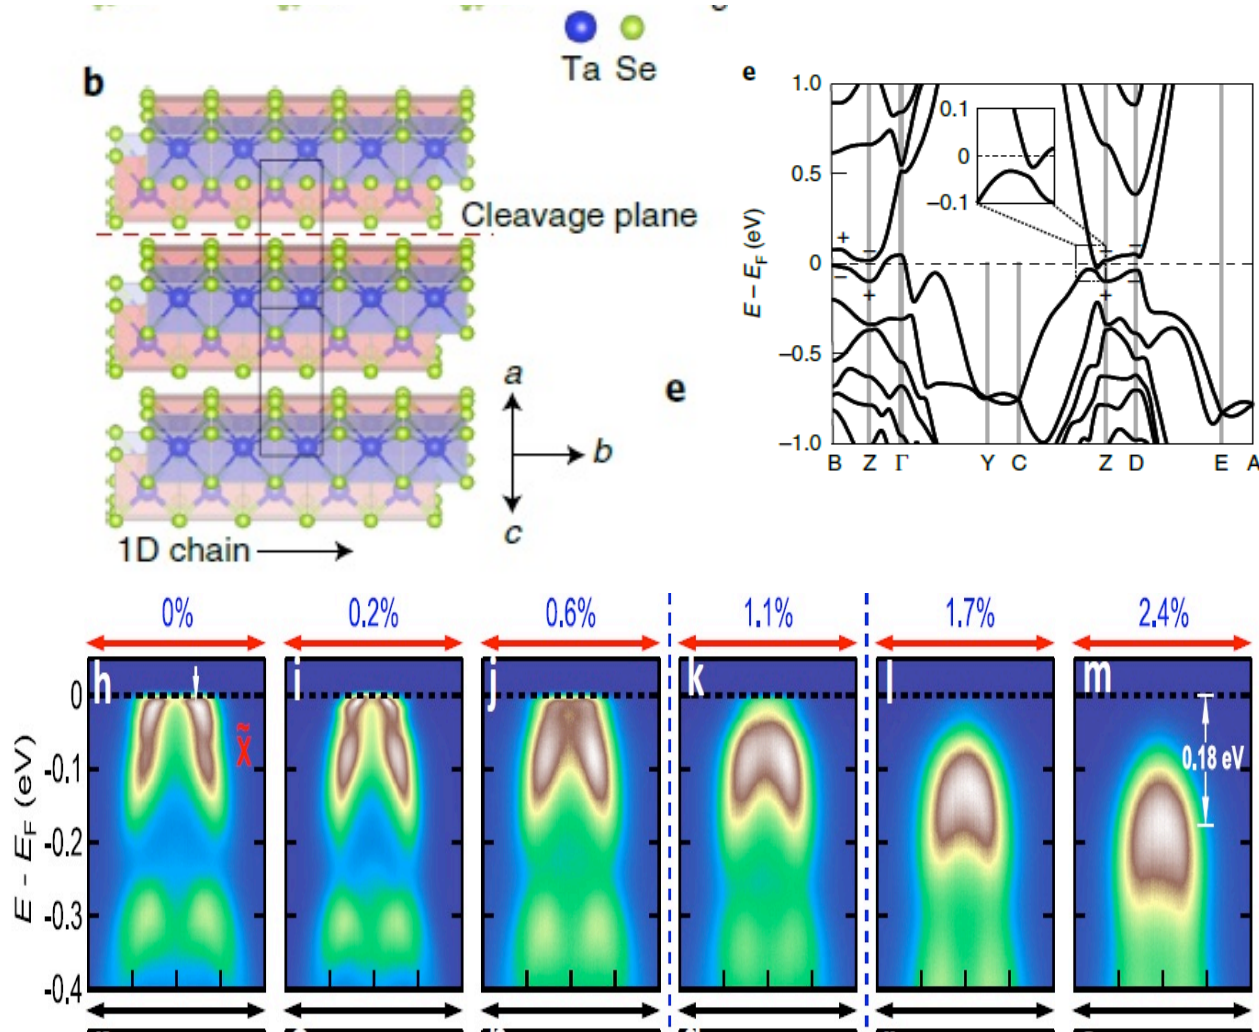 Ta Se
b
Cleavage plane
a
b
c
1D chain
e
e
E – EF (eV)
1.0
0.5
0
–0.5
–1.0
0.1
0
–0.1
+
–
–
+
+
–
–
+
B Z Γ Y C Z D E A
0% 0.2% 0.6% 1.1% 1.7% 2.4%
h i j k l m
E - EF (eV)
0
-0.1
-0.2
-0.3
-0.4
X̃
0.18 eV